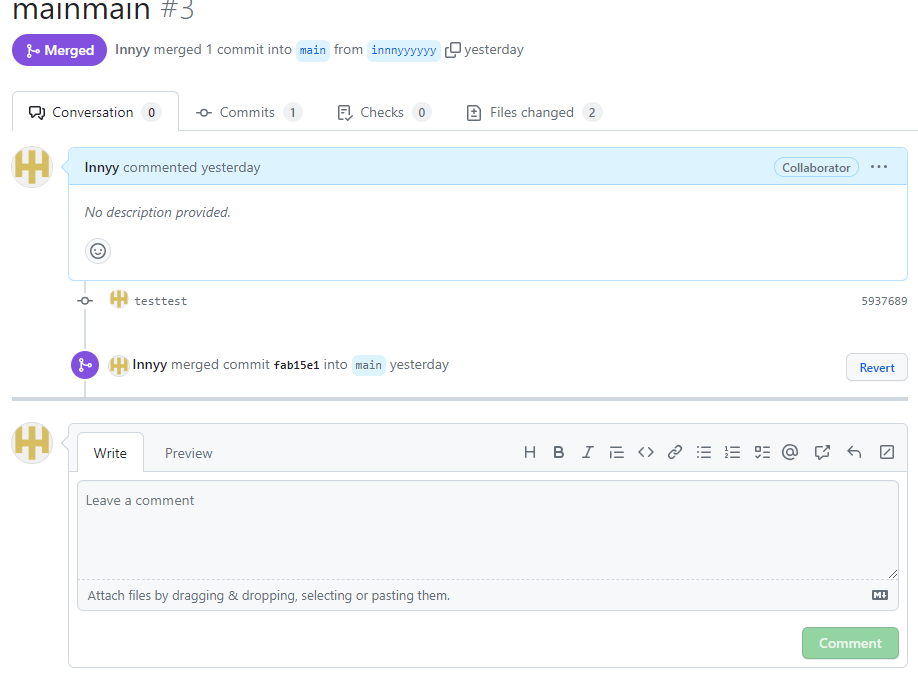 mainmain #3
Merged Innyy merged 1 commit into main from innnyyyyyy yesterday
Conversation 0 Commits 1 Checks 0 Files changed 2
Innyy commented yesterday Collaborator ...
No description provided.
testtest 5937689
Innyy merged commit fab15e1 into main yesterday Revert
Write Preview H B I @
Leave a comment
Attach files by dragging & dropping, selecting or pasting them. M
Comment